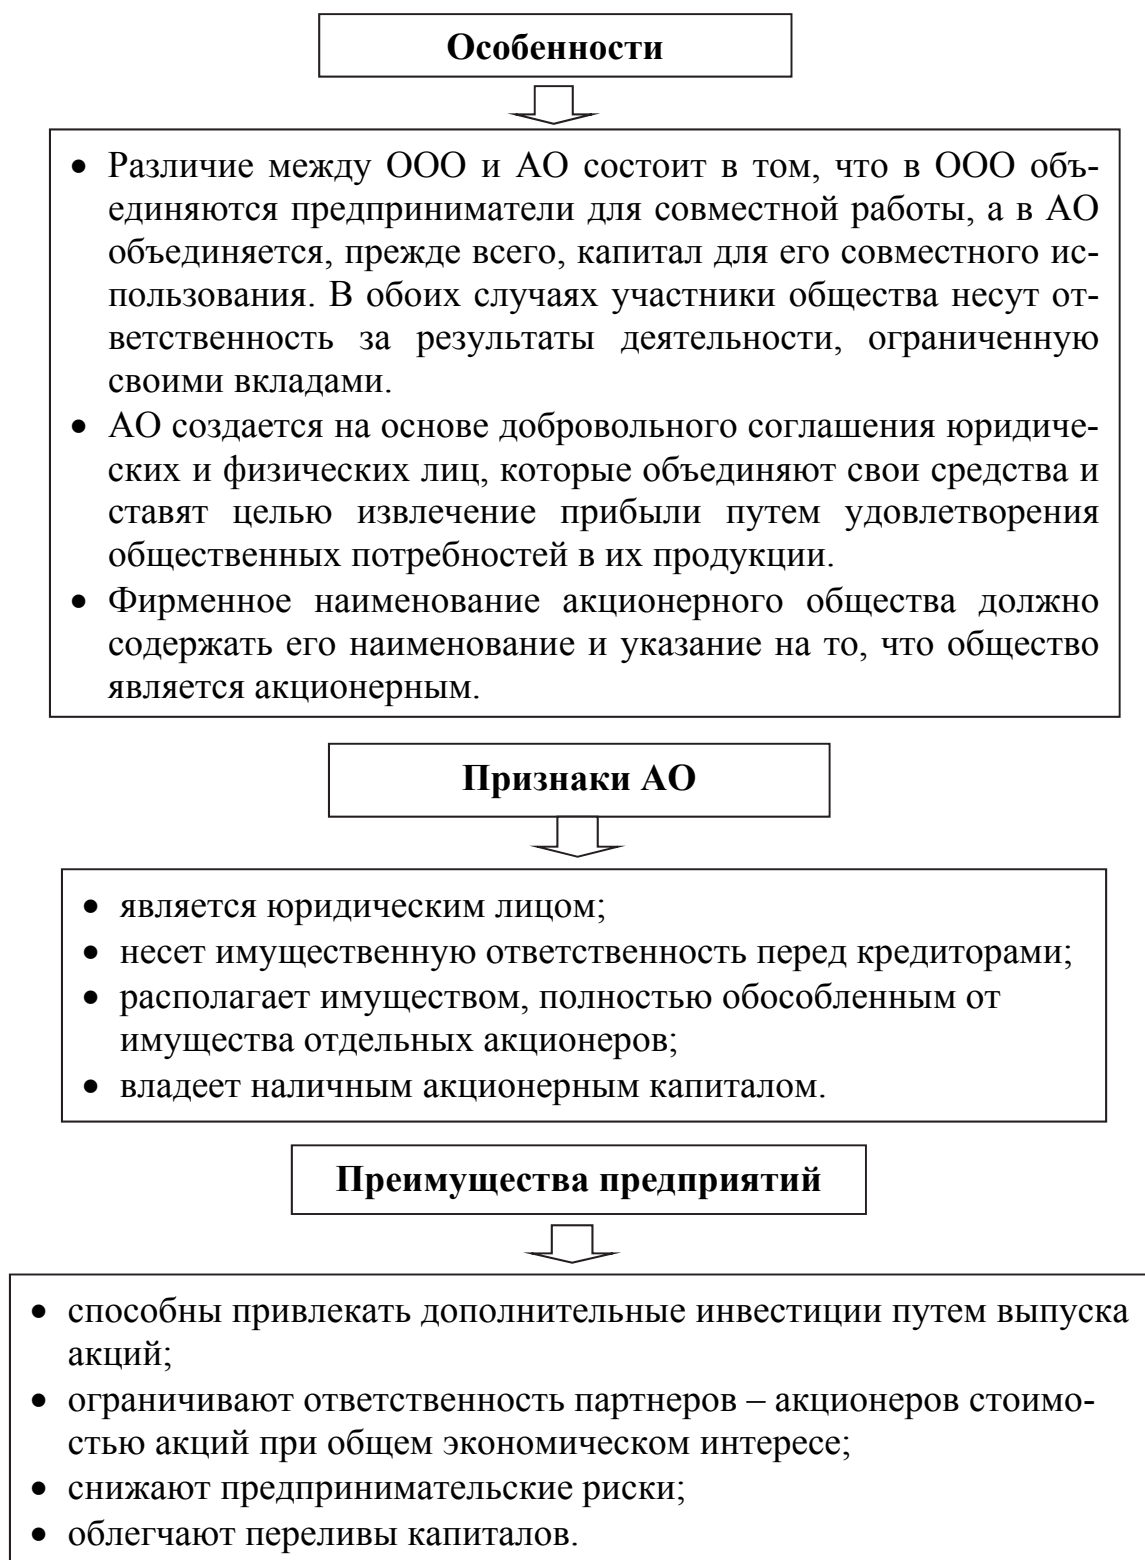 Особенности
• Различие между ООО и АО состоит в том, что в ООО объ-
единяются предприниматели для совместной работы, а в АО
объединяется, прежде всего, капитал для его совместного ис-
пользования. В обоих случаях участники общества несут от-
ветственность за результаты деятельности, ограниченную
своими вкладами.
• АО создается на основе добровольного соглашения юридиче-
ских и физических лиц, которые объединяют свои средства и
ставят целью извлечение прибыли путем удовлетворения
общественных потребностей в их продукции.
• Фирменное наименование акционерного общества должно
содержать его наименование и указание на то, что общество
является акционерным.
Признаки АО
• является юридическим лицом;
• несет имущественную ответственность перед кредиторами;
• располагает имуществом, полностью обособленным от
имущества отдельных акционеров;
• владеет наличным акционерным капиталом.
Преимущества предприятий
• способны привлекать дополнительные инвестиции путем выпуска
акций;
• ограничивают ответственность партнеров – акционеров стоимо-
стью акций при общем экономическом интересе;
• снижают предпринимательские риски;
• облегчают переливы капиталов.